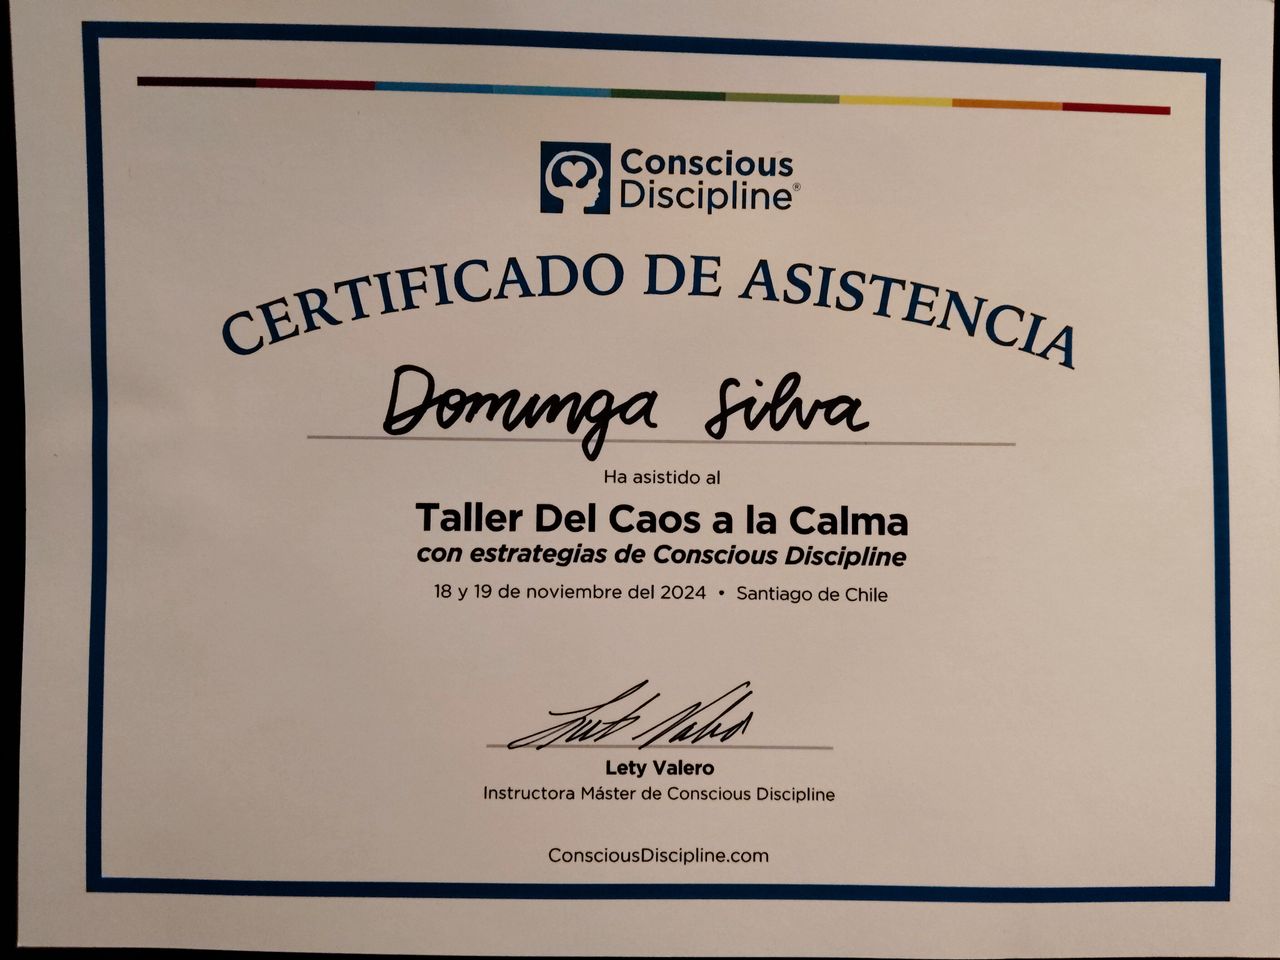 Conscious
Discipline®
CERTIFICADO DE ASISTENCIA
Dominga Silva
Ha asistido al
Taller Del Caos a la Calma
con estrategias de Conscious Discipline
18 y 19 de noviembre del 2024 • Santiago de Chile
Lety Valero
Instructora Máster de Conscious Discipline
ConsciousDiscipline.com